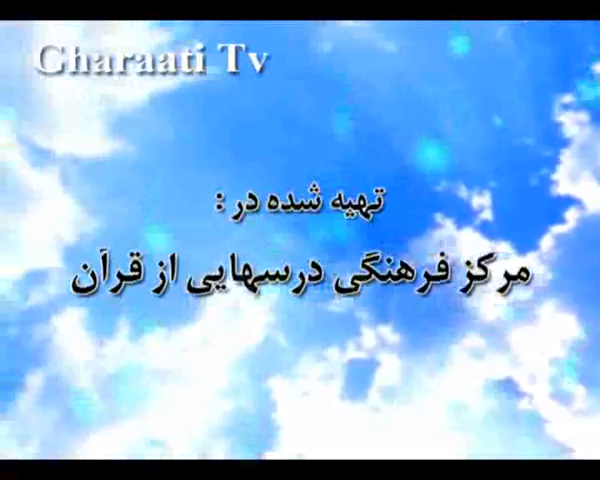 Gharaati Tv
تهیه شده در :
مرکز فرهنگی درسهایی از قرآن